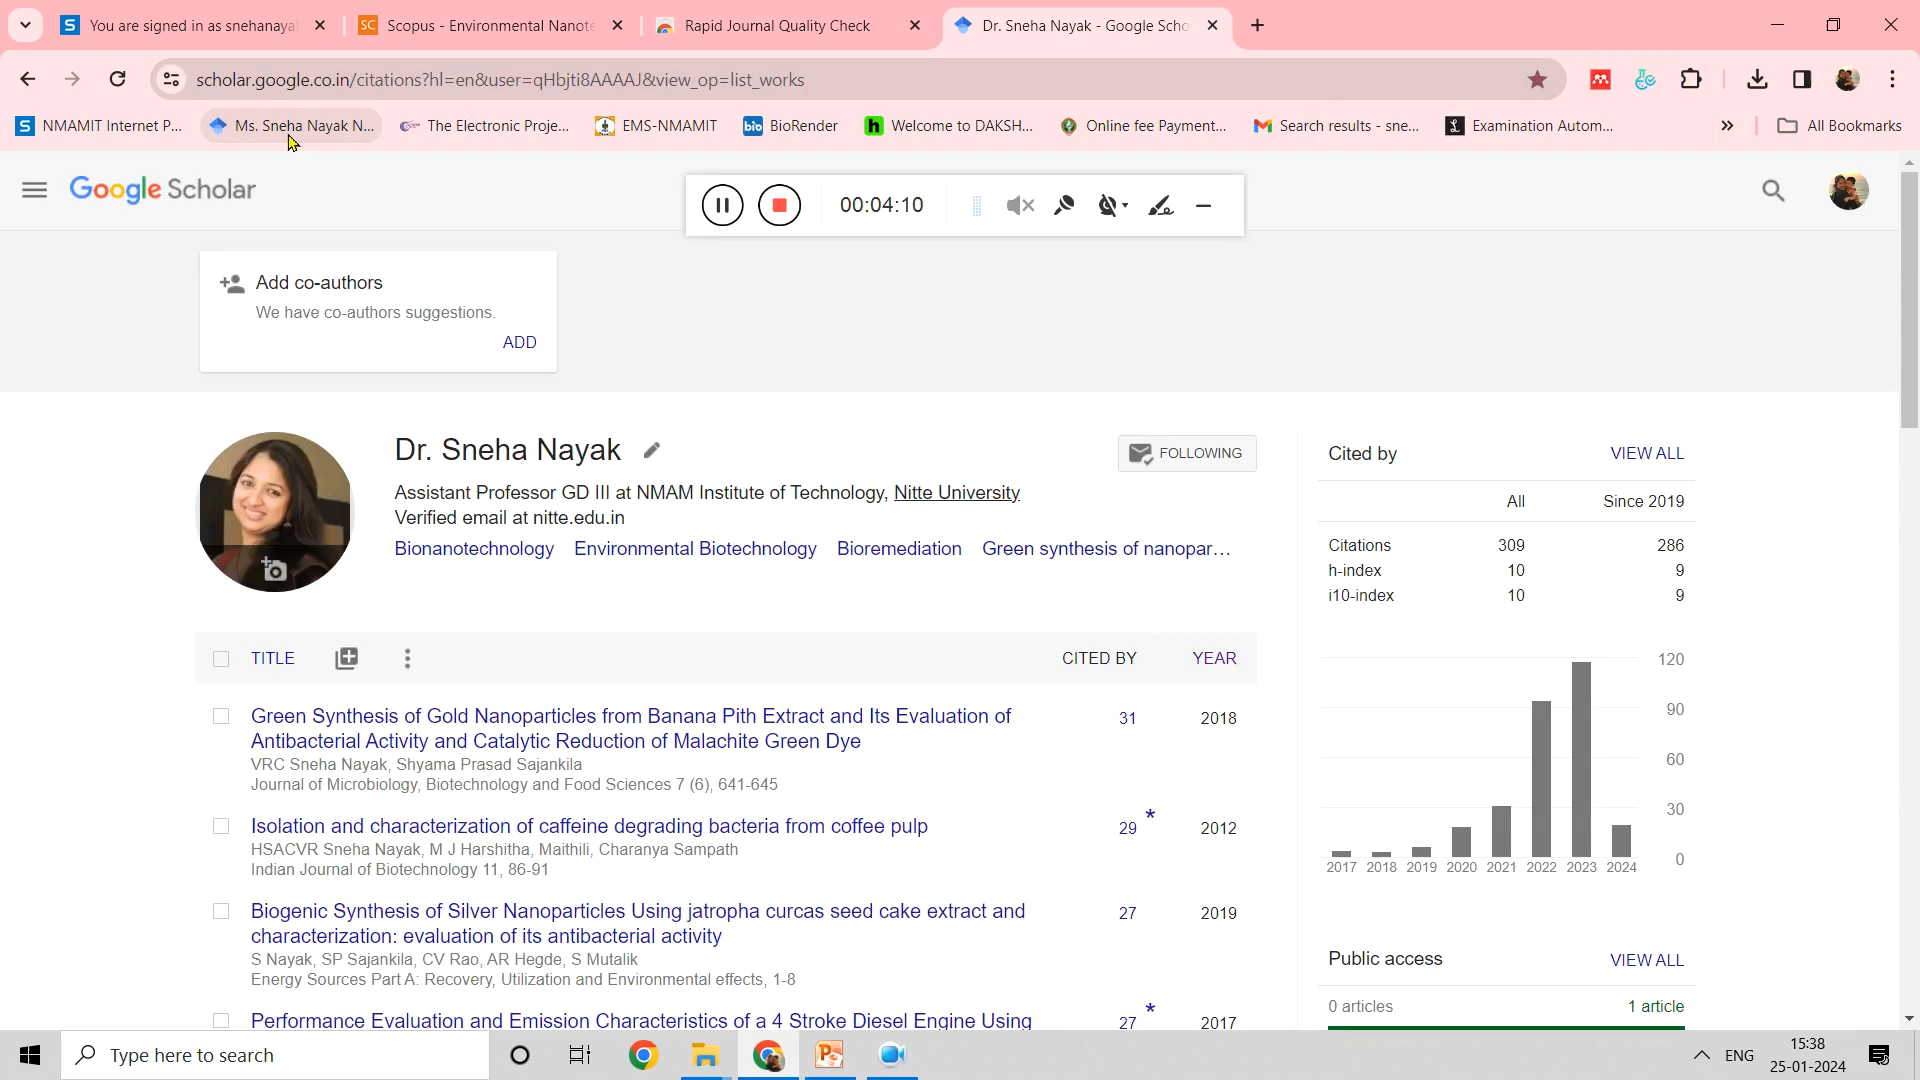 You are signed in as snehanaya
Scopus - Environmental Nanote
Rapid Journal Quality Check
Dr. Sneha Nayak - Google Scho
scholar.google.co.in/citations?hl=en&user=qHbjti8AAAAJ&view_op=list_works
NMAMIT Internet P...
Ms. Sneha Nayak N...
The Electronic Proje...
EMS-NMAMIT
BioRender
Welcome to DAKSH...
Online fee Payment...
Search results - sne...
Examination Autom...
All Bookmarks
Google Scholar
00:04:10
Add co-authors
We have co-authors suggestions.
ADD
Dr. Sneha Nayak
FOLLOWING
Assistant Professor GD III at NMAM Institute of Technology, Nitte University
Verified email at nitte.edu.in
Bionanotechnology Environmental Biotechnology Bioremediation Green synthesis of nanopar...
TITLE CITED BY YEAR
Green Synthesis of Gold Nanoparticles from Banana Pith Extract and Its Evaluation of 31 2018
Antibacterial Activity and Catalytic Reduction of Malachite Green Dye
VRC Sneha Nayak, Shyama Prasad Sajankila
Journal of Microbiology, Biotechnology and Food Sciences 7 (6), 641-645
Isolation and characterization of caffeine degrading bacteria from coffee pulp 29 * 2012
HSACVR Sneha Nayak, M J Harshitha, Maithili, Charanya Sampath
Indian Journal of Biotechnology 11, 86-91
Biogenic Synthesis of Silver Nanoparticles Using jatropha curcas seed cake extract and 27 2019
characterization: evaluation of its antibacterial activity
S Nayak, SP Sajankila, CV Rao, AR Hegde, S Mutalik
Energy Sources Part A: Recovery, Utilization and Environmental effects, 1-8
Performance Evaluation and Emission Characteristics of a 4 Stroke Diesel Engine Using 27 * 2017
Cited by VIEW ALL
All Since 2019
Citations 309 286
h-index 10 9
i10-index 10 9
120
90
60
30
0
2017 2018 2019 2020 2021 2022 2023 2024
Public access VIEW ALL
0 articles 1 article
Type here to search
ENG
15:38
25-01-2024